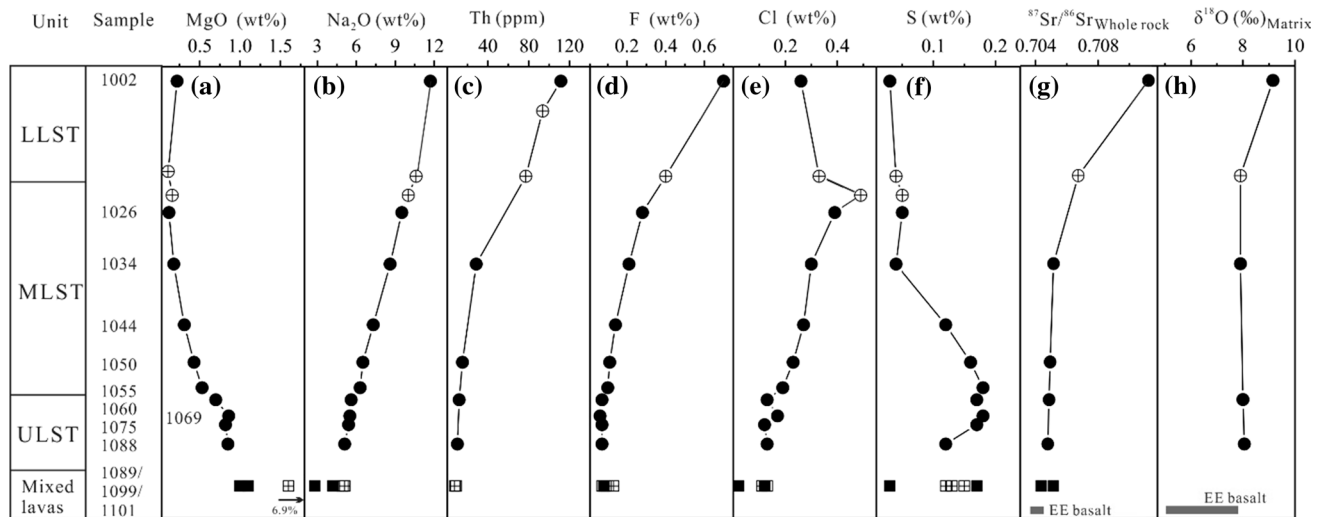 Unit Sample MgO (wt%) Na₂O (wt%) Th (ppm) F (wt%) Cl (wt%) S (wt%) ⁸⁷Sr/⁸⁶Sr Whole rock δ¹⁸O (‰) Matrix
0.5 1.0 1.5 3 6 9 12 40 80 120 0.2 0.4 0.6 0.2 0.4 0.1 0.2 0.704 0.708 6 8 10
1002 (a) (b) (c) (d) (e) (f) (g) (h)
LLST
1026
1034
MLST
1044
1050
1055
1060
1069
1075
ULST
1088
1089/
Mixed 1099/
lavas 1101
6.9%
EE basalt
EE basalt